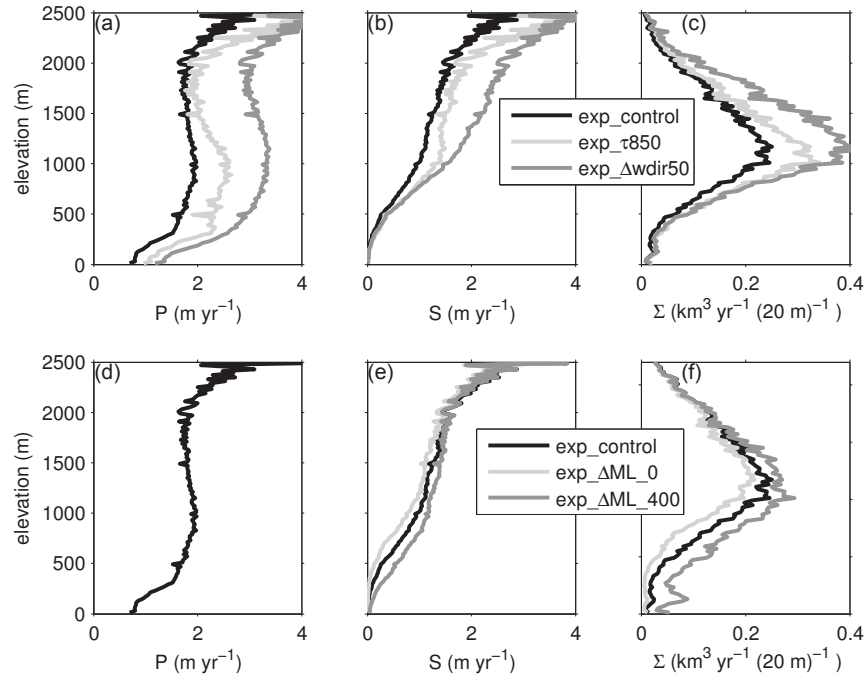 (a)
(b)
(c)
2500
2000
1500
1000
500
0
elevation (m)
exp_control
exp_τ850
exp_Δwdir50
0 2 4
0 2 4
0 0.2 0.4
P (m yr⁻¹)
S (m yr⁻¹)
Σ (km³ yr⁻¹ (20 m)⁻¹
(d)
(e)
(f)
2500
2000
1500
1000
500
0
elevation (m)
exp_control
exp_ΔML_0
exp_ΔML_400
0 2 4
0 2 4
0 0.2 0.4
P (m yr⁻¹)
S (m yr⁻¹)
Σ (km³ yr⁻¹ (20 m)⁻¹